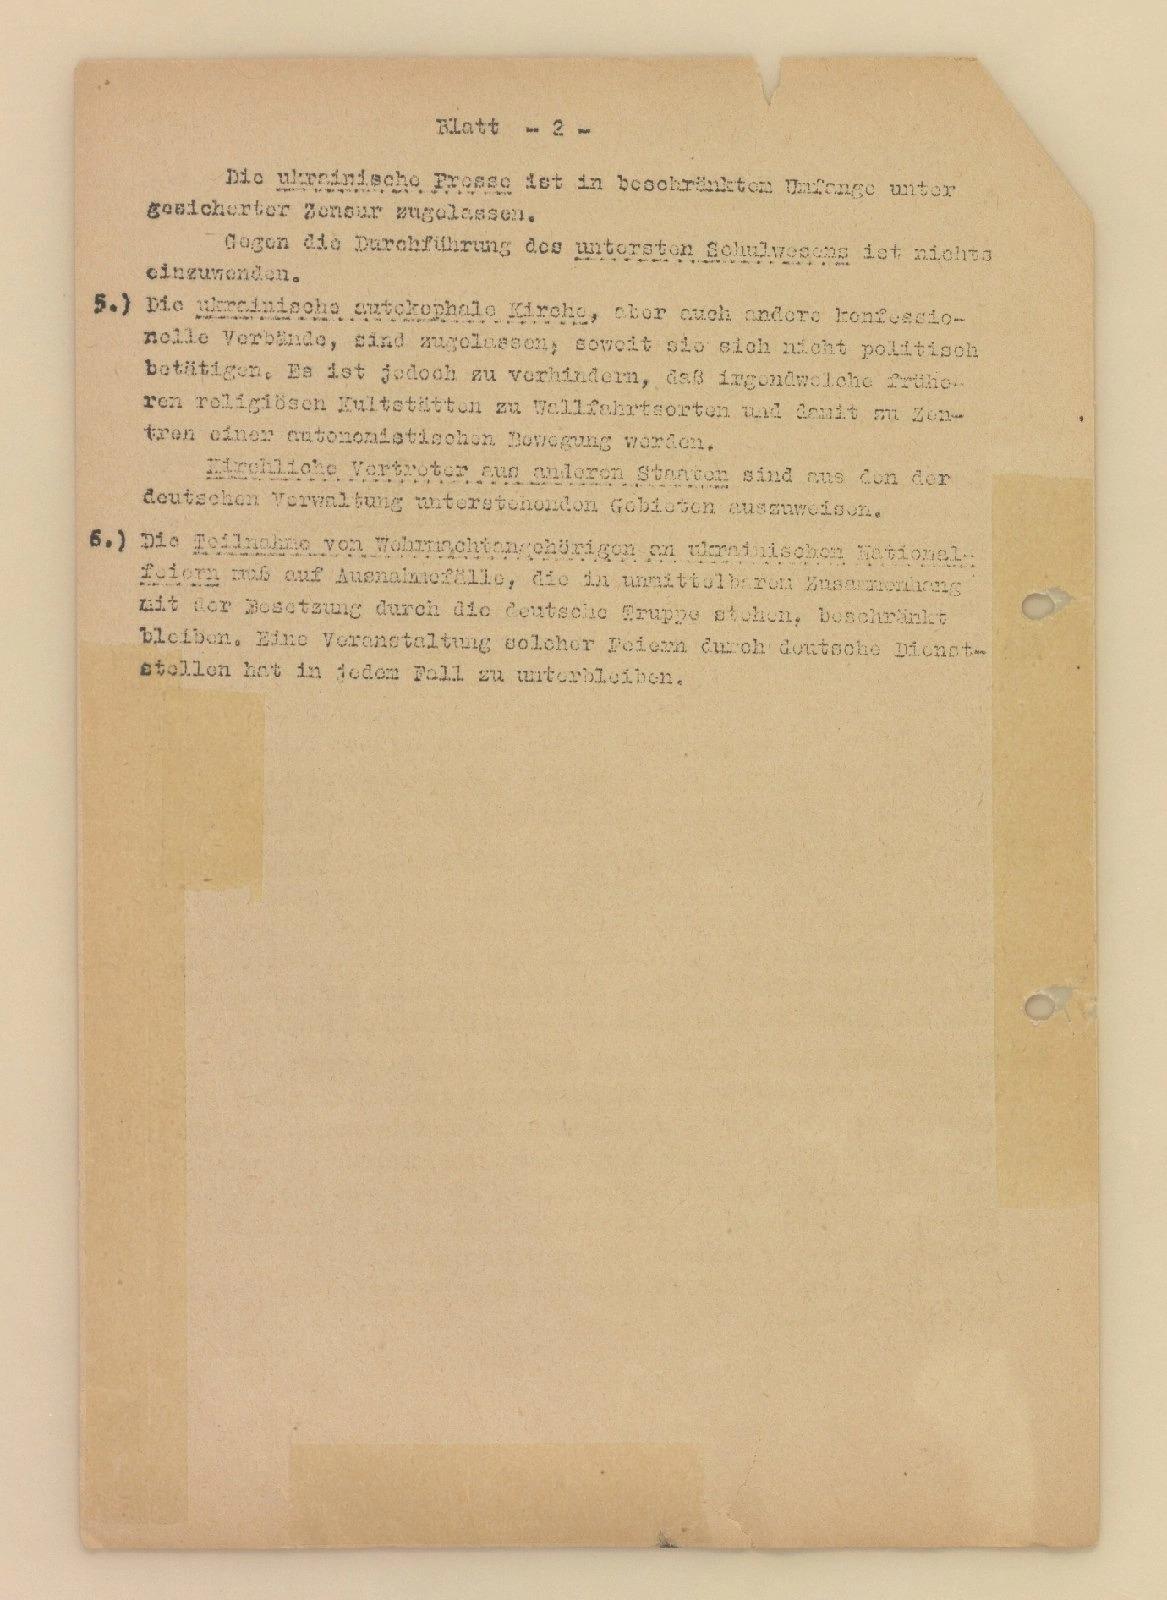 Blatt - 2 -
Die ukrainische Presse ist in beschränktem Umfange unter
gesicherter Zensur zugelassen.
Gegen die Durchführung des untersten Schulwesens ist nichts
einzuwenden.
5.) Die ukrainische autokephale Kirche, aber auch andere konfessio-
nelle Verbände, sind zugelassen, soweit sie sich nicht politisch
betätigen. Es ist jedoch zu verhindern, daß irgendwelche frühe-
ren religiösen Kultstätten zu Wallfahrtsorten und damit zu Zen-
tren einer autonomistischen Bewegung werden.
Kirchliche Vertreter aus anderen Staaten sind aus den der
deutschen Verwaltung unterstehenden Gebieten auszuweisen.
6.) Die Teilnahme von Wehrmachtangehörigen an ukrainischen National-
feiern muß auf Ausnahmefälle, die in unmittelbarem Zusammenhang
mit der Besetzung durch die deutsche Truppe stehen, beschränkt
bleiben. Eine Veranstaltung solcher Feiern durch deutsche Dienst-
stellen hat in jedem Fall zu unterbleiben.